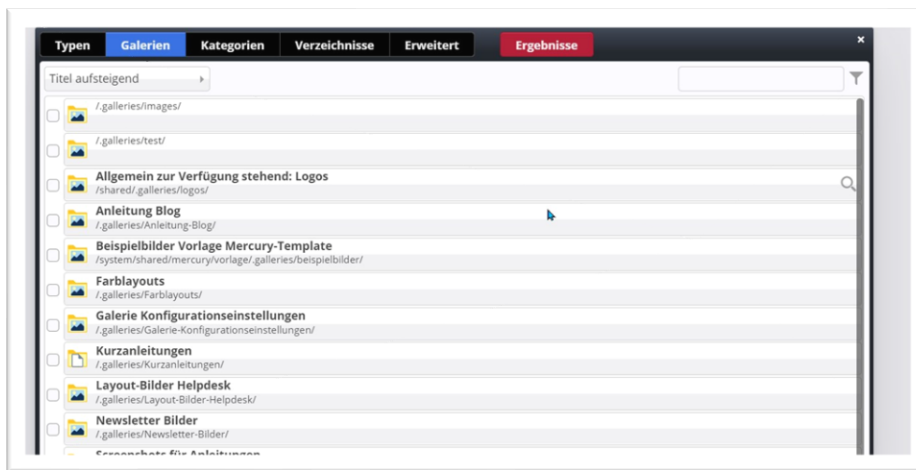 Typen Galerien Kategorien Verzeichnisse Erweitert Ergebnisse
Titel aufsteigend
/.galleries/images/
/.galleries/test/
Allgemein zur Verfügung stehend: Logos
/shared/.galleries/logos/
Anleitung Blog
/.galleries/Anleitung-Blog/
Beispielbilder Vorlage Mercury-Template
/system/shared/mercury/vorlage/.galleries/beispielbilder/
Farblayouts
/.galleries/Farblayouts/
Galerie Konfigurationseinstellungen
/.galleries/Galerie-Konfigurationseinstellungen/
Kurzanleitungen
/.galleries/Kurzanleitungen/
Layout-Bilder Helpdesk
/.galleries/Layout-Bilder-Helpdesk/
Newsletter Bilder
/.galleries/Newsletter-Bilder/
Screenshots für Anleitungen